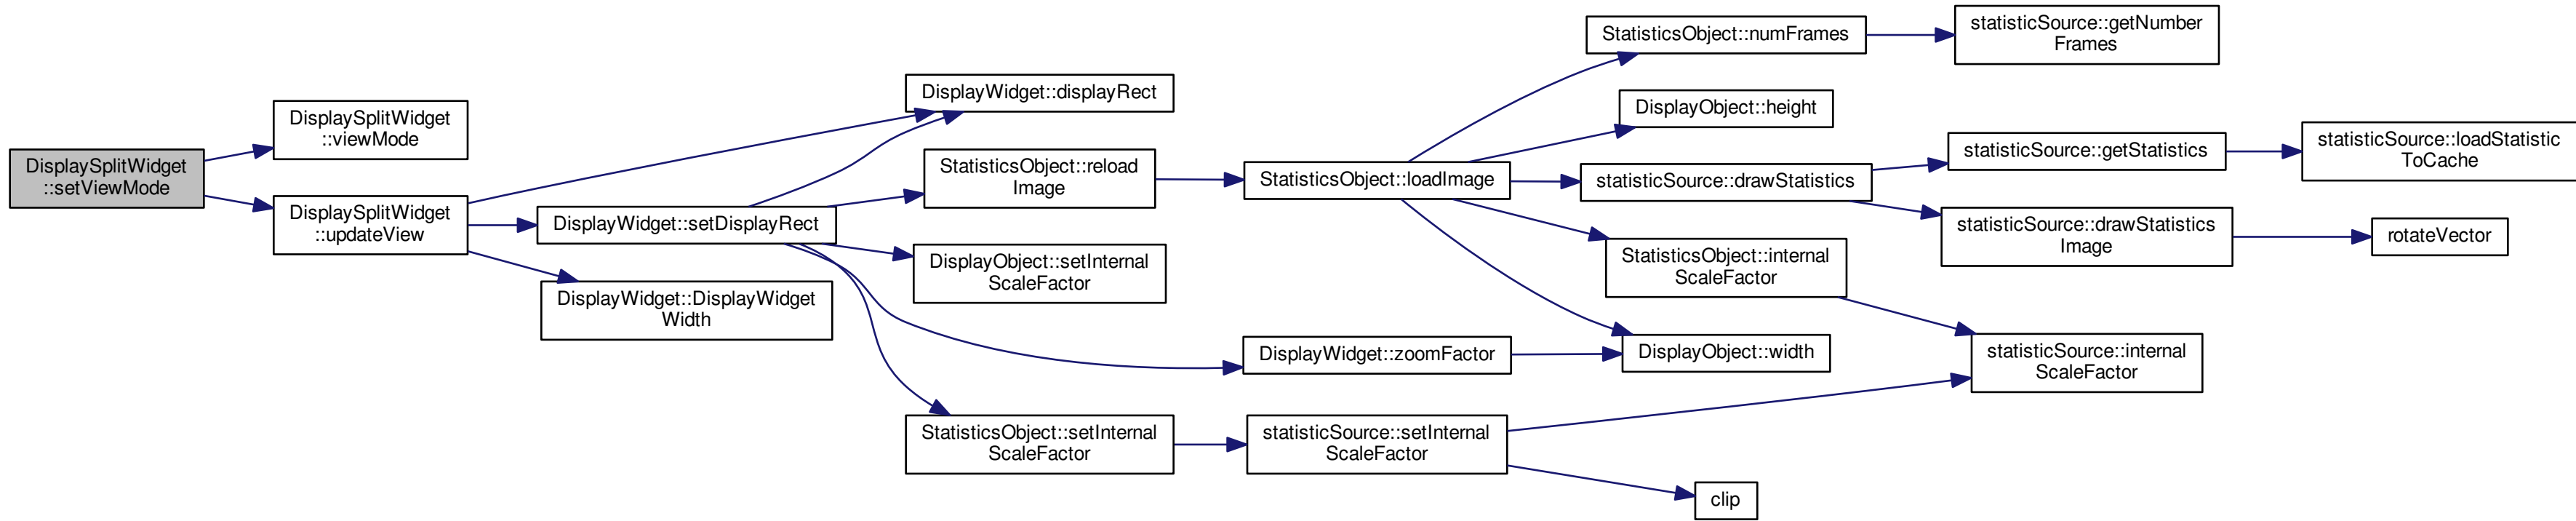 DisplaySplitWidget
::setViewMode
DisplaySplitWidget
::viewMode
DisplaySplitWidget
::updateView
DisplayWidget::displayRect
DisplayWidget::setDisplayRect
DisplayWidget::DisplayWidget
Width
StatisticsObject::reload
Image
DisplayObject::setInternal
ScaleFactor
DisplayWidget::zoomFactor
StatisticsObject::setInternal
ScaleFactor
StatisticsObject::loadImage
statisticSource::setInternal
ScaleFactor
StatisticsObject::numFrames
DisplayObject::height
statisticSource::drawStatistics
StatisticsObject::internal
ScaleFactor
DisplayObject::width
clip
statisticSource::getNumber
Frames
statisticSource::getStatistics
statisticSource::drawStatistics
Image
statisticSource::internal
ScaleFactor
statisticSource::loadStatistic
ToCache
rotateVector